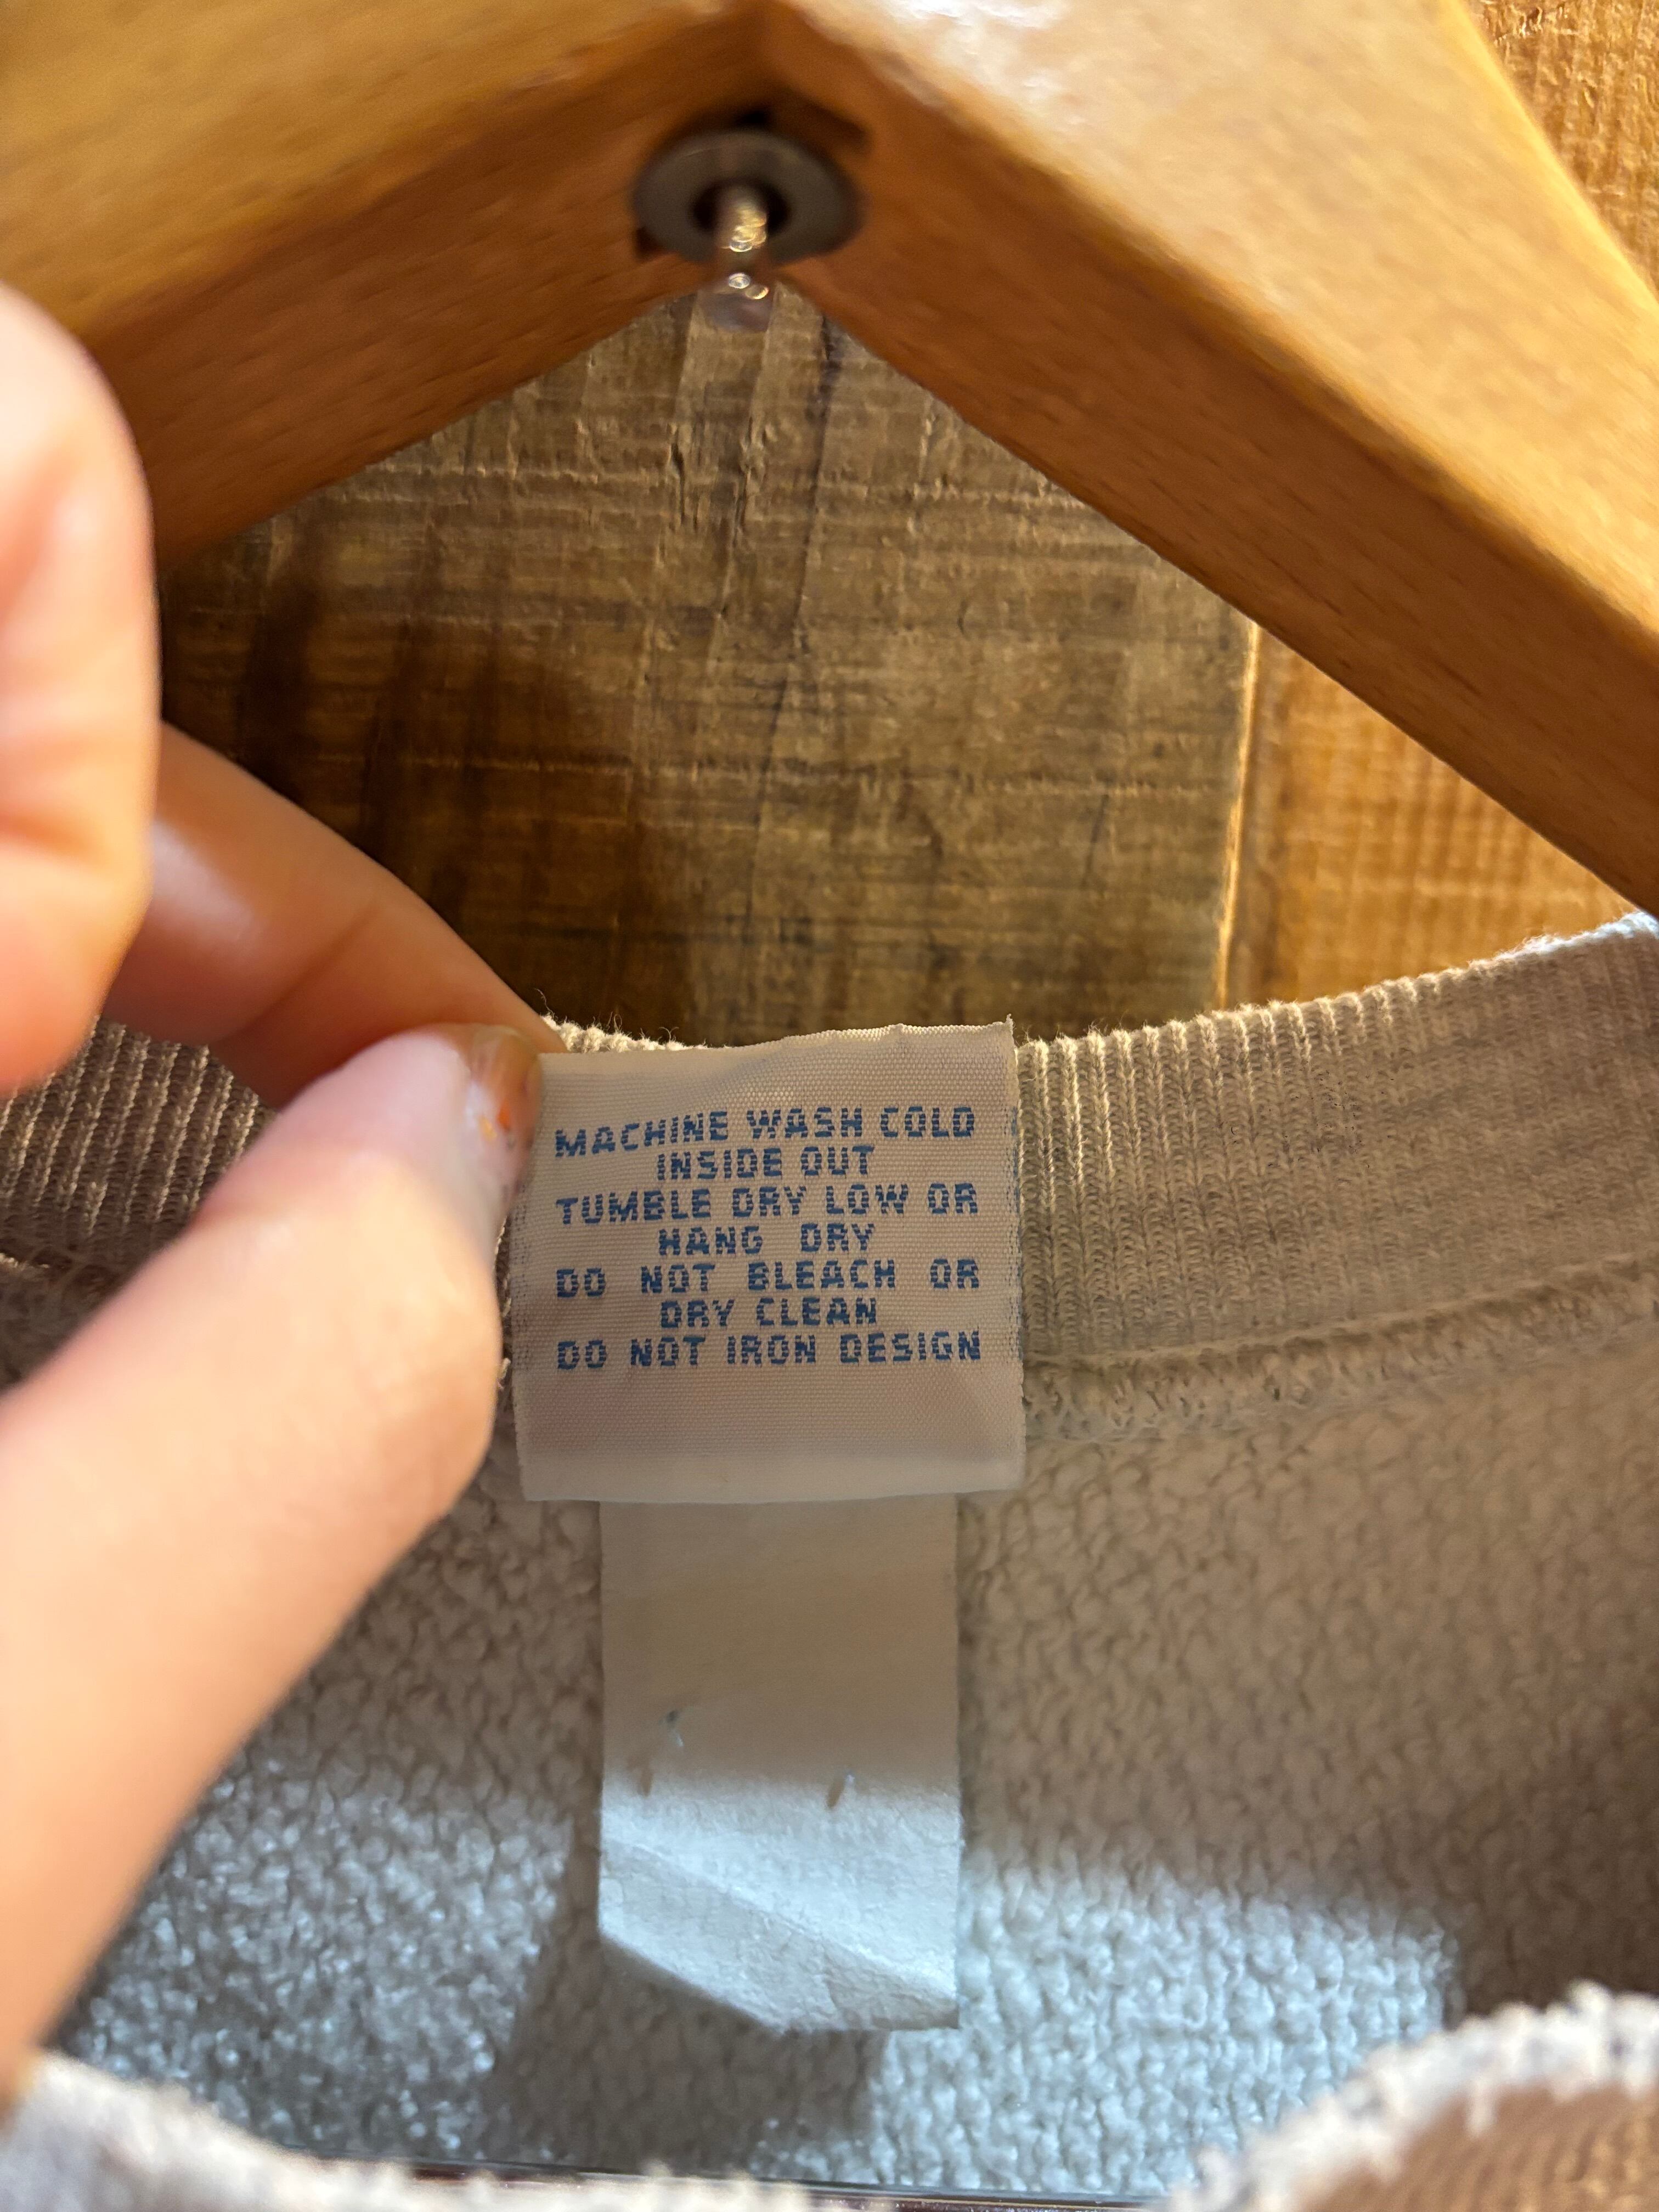 MACHINE WASH COLD
INSIDE OUT
TUMBLE DRY LOW OR
HANG DRY
DO NOT BLEACH OR
DRY CLEAN
DO NOT IRON DESIGN